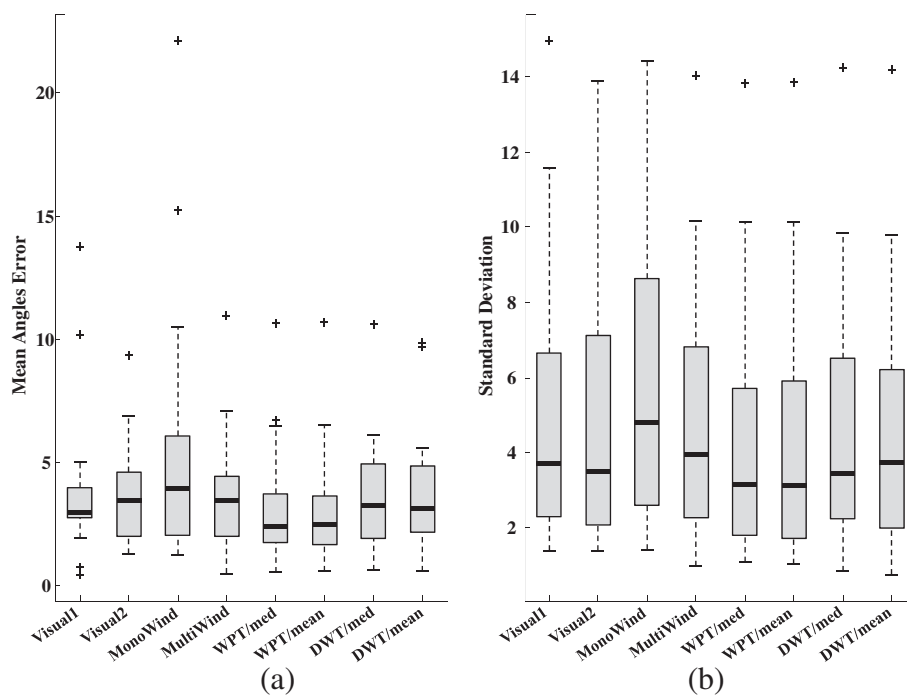 Mean Angles Error
20
15
10
5
0
Visual1
Visual2
MonoWind
MultiWind
WPT/med
WPT/mean
DWT/med
DWT/mean
(a)
Standard Deviation
14
12
10
8
6
4
2
Visual1
Visual2
MonoWind
MultiWind
WPT/med
WPT/mean
DWT/med
DWT/mean
(b)